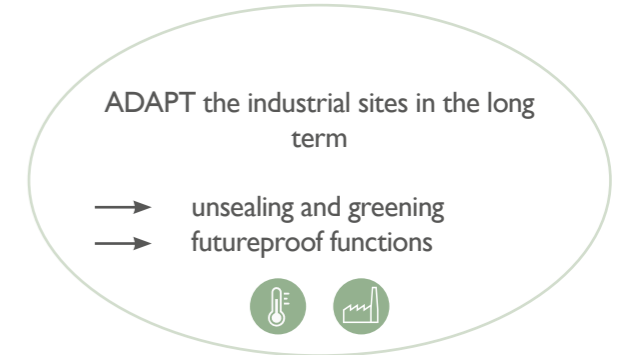 ADAPT the industrial sites in the long
term
unsealing and greening
futureproof functions